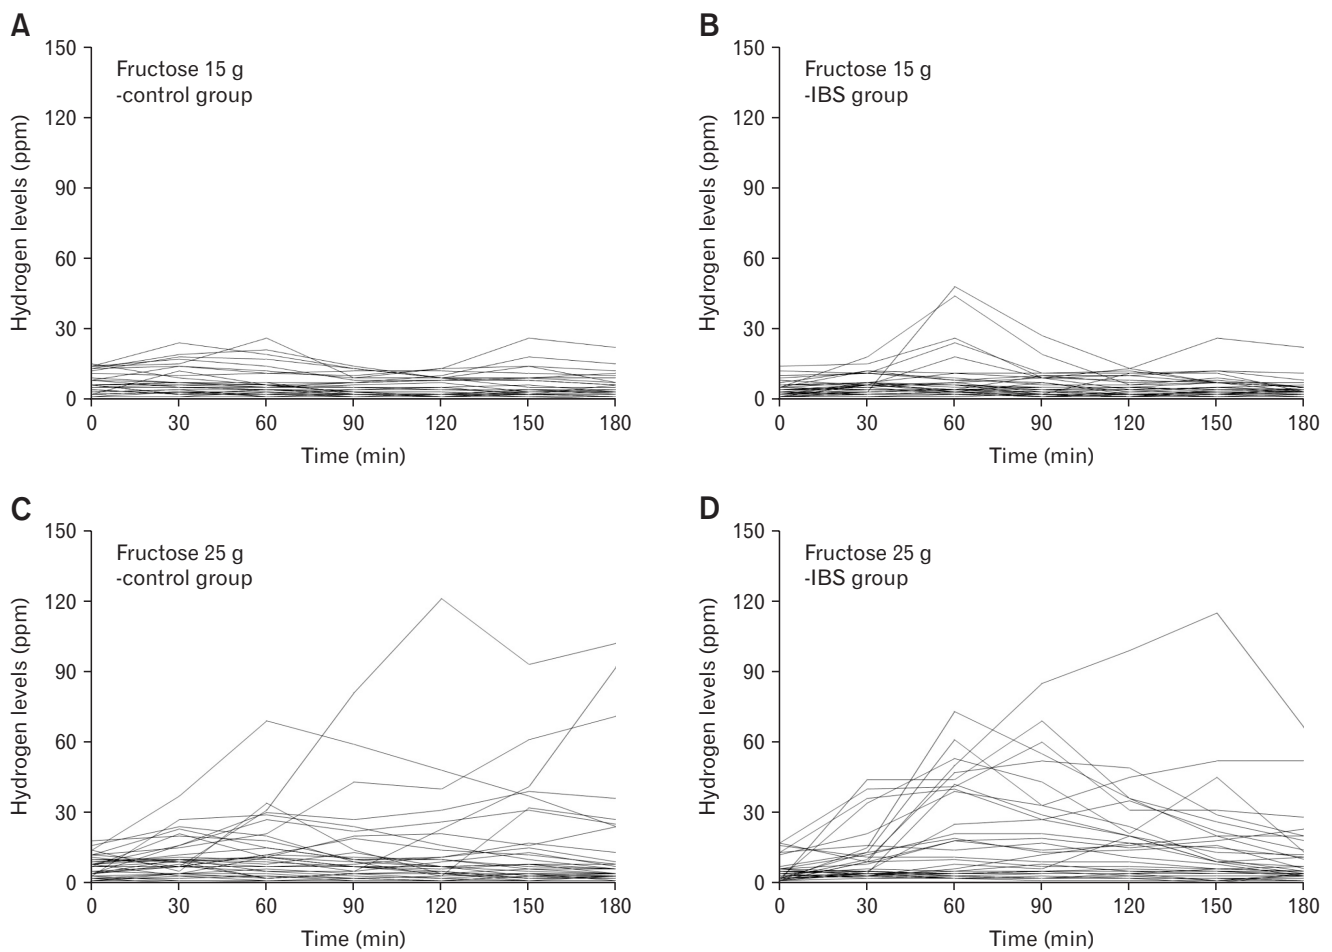 A
B
150
120
90
60
30
0
Hydrogen levels (ppm)
Fructose 15 g
-control group
0 30 60 90 120 150 180
Time (min)
150
120
90
60
30
0
Hydrogen levels (ppm)
Fructose 15 g
-IBS group
0 30 60 90 120 150 180
Time (min)
C
D
150
120
90
60
30
0
Hydrogen levels (ppm)
Fructose 25 g
-control group
0 30 60 90 120 150 180
Time (min)
150
120
90
60
30
0
Hydrogen levels (ppm)
Fructose 25 g
-IBS group
0 30 60 90 120 150 180
Time (min)